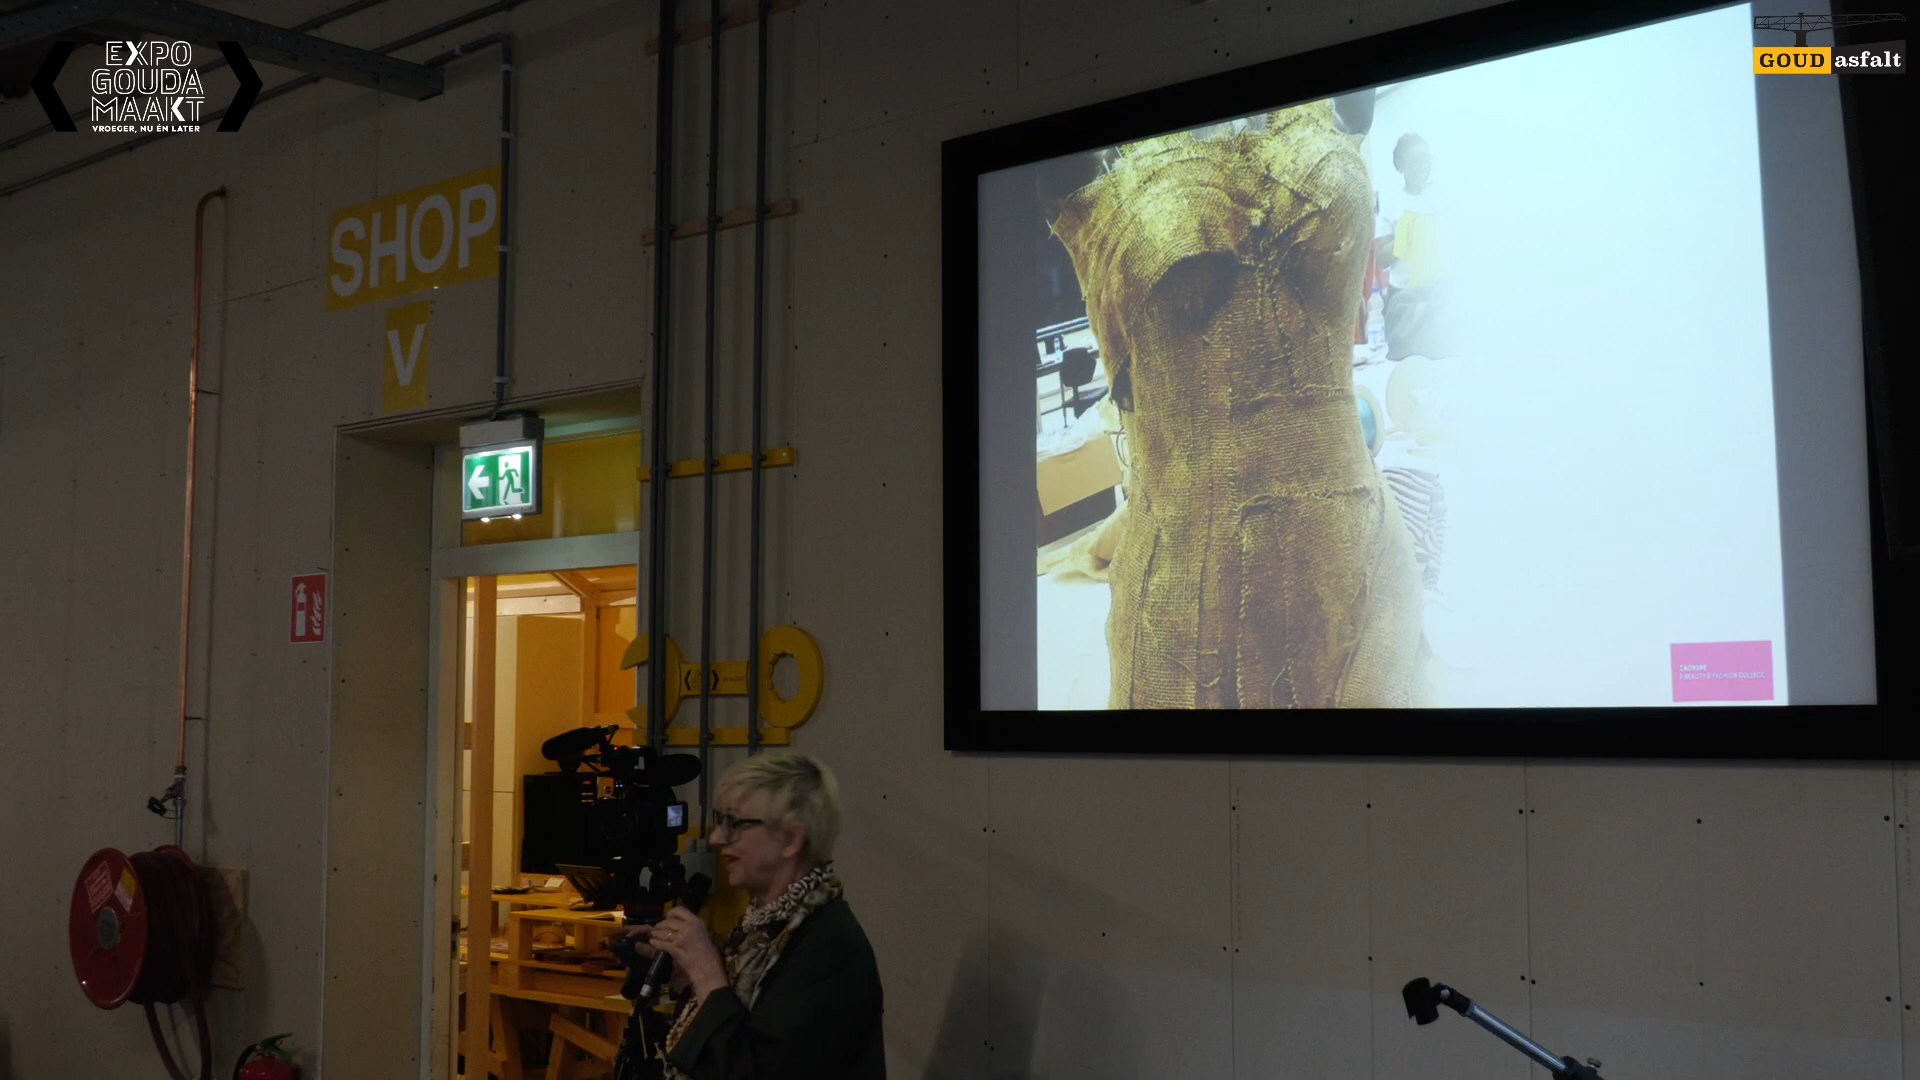 EXPO
GOUDA
MAAKT
VROEGER, NU ÉN LATER
GOUD asfalt
SHOP
V